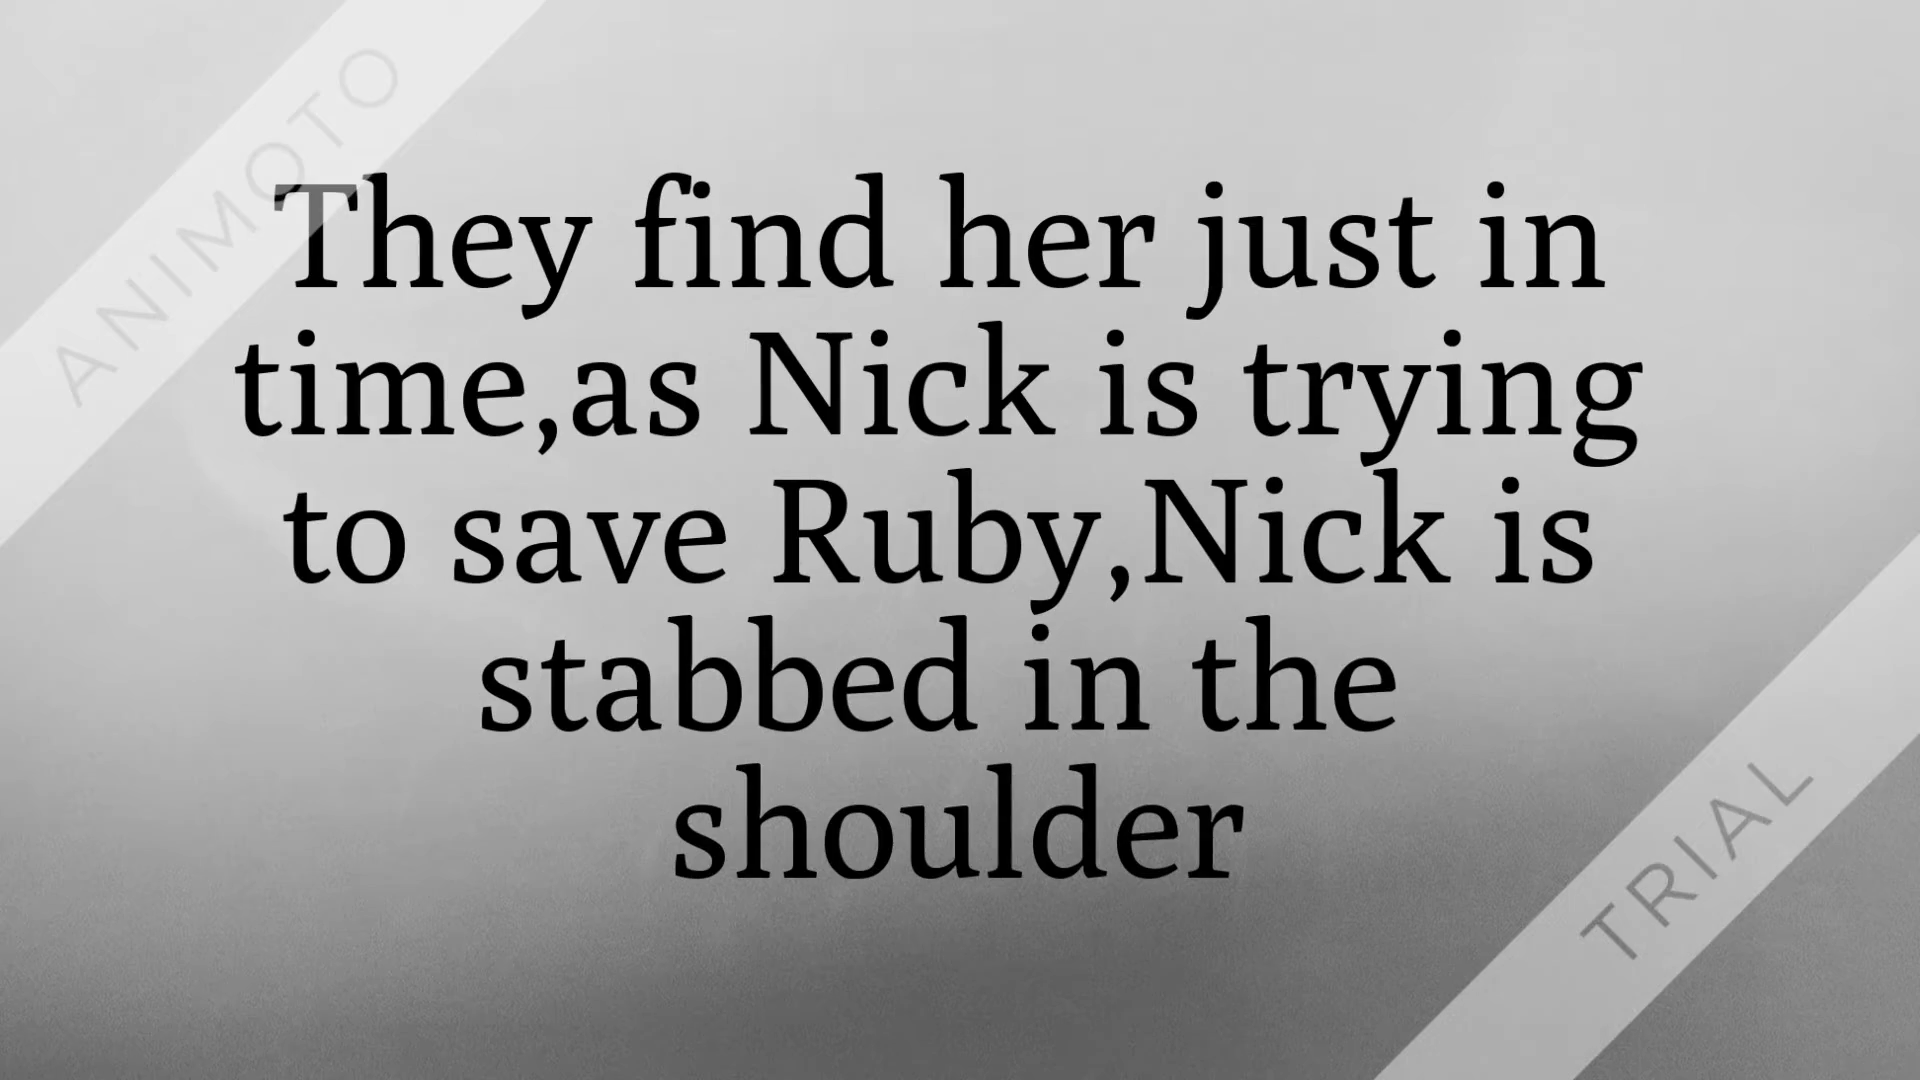 ANIMOTO
They find her just in
time,as Nick is trying
to save Ruby,Nick is
stabbed in the
shoulder
TRIAL